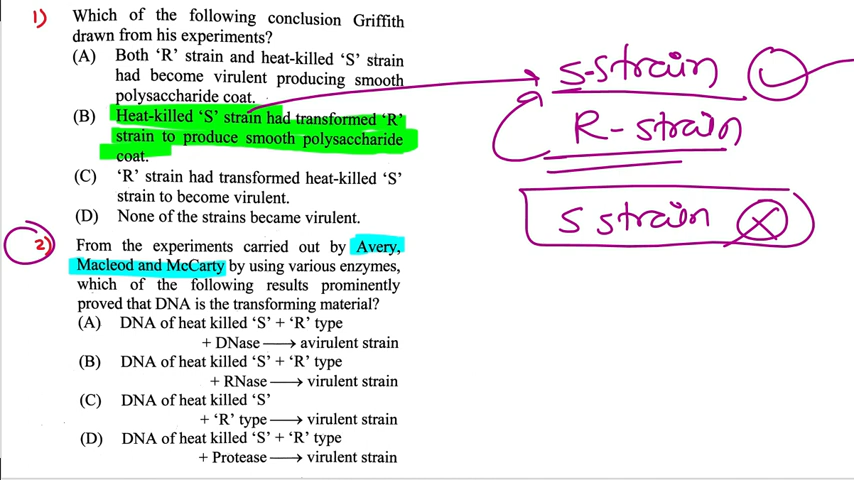 1) Which of the following conclusion Griffith
drawn from his experiments?
(A) Both ‘R’ strain and heat-killed ‘S’ strain
had become virulent producing smooth
polysaccharide coat.
(B) Heat-killed ‘S’ strain had transformed ‘R’
strain to produce smooth polysaccharide
coat.
(C) ‘R’ strain had transformed heat-killed ‘S’
strain to become virulent.
(D) None of the strains became virulent.
2) From the experiments carried out by Avery,
Macleod and McCarty by using various enzymes,
which of the following results prominently
proved that DNA is the transforming material?
(A) DNA of heat killed ‘S’ + ‘R’ type
+ DNase ⟶ avirulent strain
(B) DNA of heat killed ‘S’ + ‘R’ type
+ RNase ⟶ virulent strain
(C) DNA of heat killed ‘S’
+ ‘R’ type ⟶ virulent strain
(D) DNA of heat killed ‘S’ + ‘R’ type
+ Protease ⟶ virulent strain
S-strain
R-strain
S strain